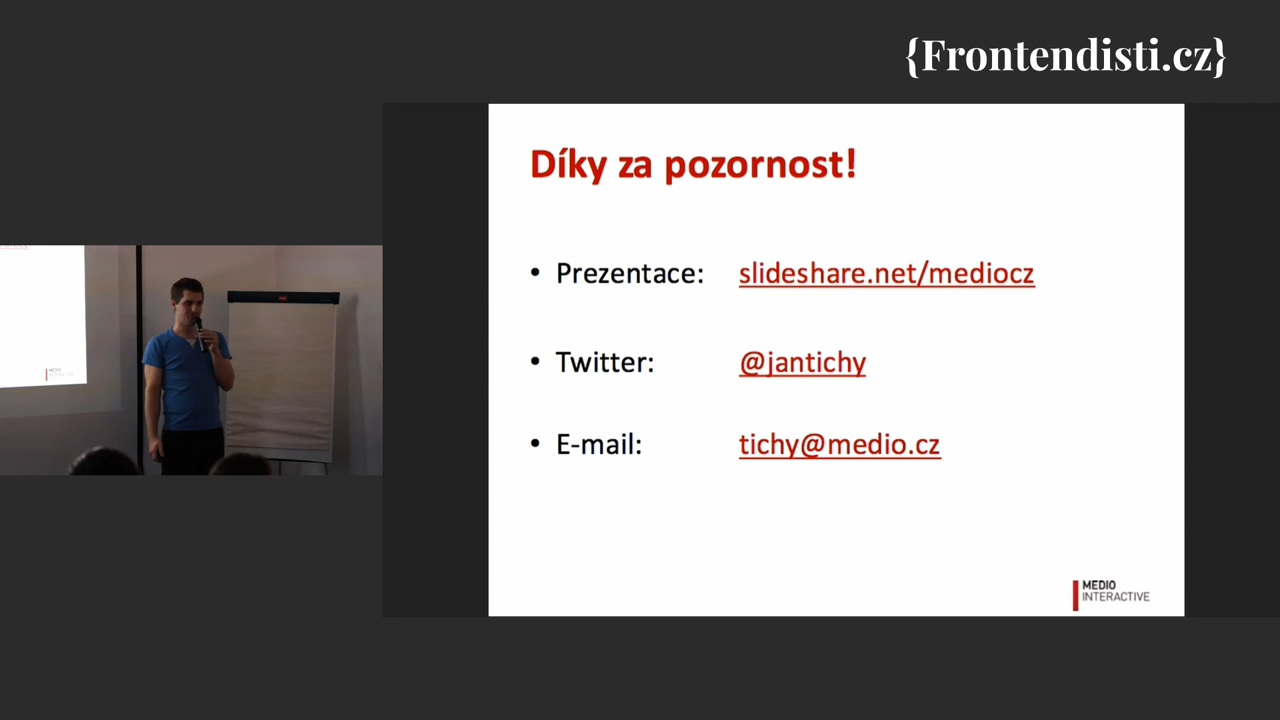 {Frontendisti.cz}
Díky za pozornost!
• Prezentace: slideshare.net/mediocz
• Twitter: @jantichy
• E-mail: tichy@medio.cz
MEDIO
INTERACTIVE